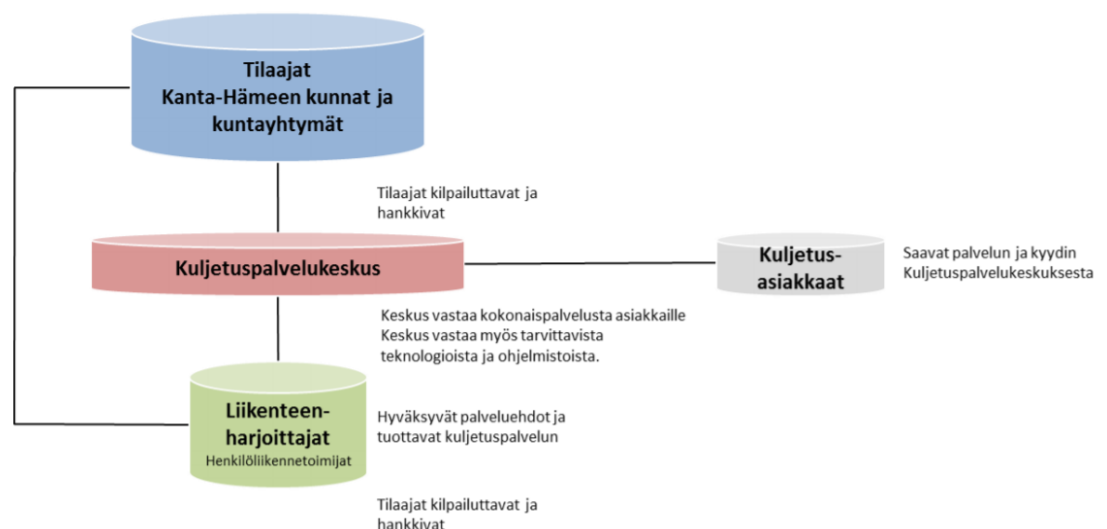 Tilaajat
Kanta-Hämeen kunnat ja
kuntayhtymät
Tilaajat kilpailuttavat ja
hankkivat
Kuljetuspalvelukeskus
Kuljetus-
asiakkaat
Saavat palvelun ja kyydin
Kuljetuspalvelukeskuksesta
Keskus vastaa kokonaispalvelusta asiakkaille
Keskus vastaa myös tarvittavista
teknologioista ja ohjelmistoista.
Liikenteen-
harjoittajat
Henkilöliikennetoimijat
Hyväksyvät palveluehdot ja
tuottavat kuljetuspalvelun
Tilaajat kilpailuttavat ja
hankkivat